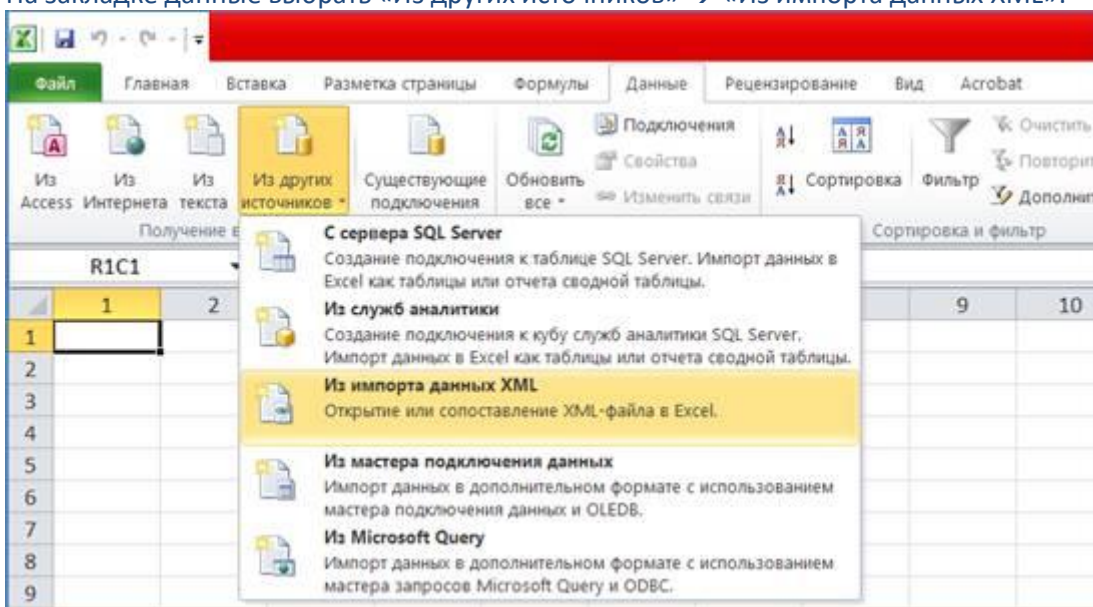 На закладке данные выбрать «Из других источников» → «Из импорта данных XML».
Файл Главная Вставка Разметка страницы Формулы Данные Рецензирование Вид Acrobat
Из Access
Из Интернета
Из текста
Из других источников
Существующие подключения
Обновить все
Подключения
Свойства
Изменить связи
Сортировка
Фильтр
Очистить
Повторит
Дополнит
Получение в
Сортировка и фильтр
R1C1
1 2 9 10
С сервера SQL Server
Создание подключения к таблице SQL Server. Импорт данных в
Excel как таблицы или отчета сводной таблицы.
Из служб аналитики
Создание подключения к кубу служб аналитики SQL Server.
Импорт данных в Excel как таблицы или отчета сводной таблицы.
Из импорта данных XML
Открытие или сопоставление XML-файла в Excel.
Из мастера подключения данных
Импорт данных в дополнительном формате с использованием
мастера подключения данных и OLEDB.
Из Microsoft Query
Импорт данных в дополнительном формате с использованием
мастера запросов Microsoft Query и ODBC.
1
2
3
4
5
6
7
8
9